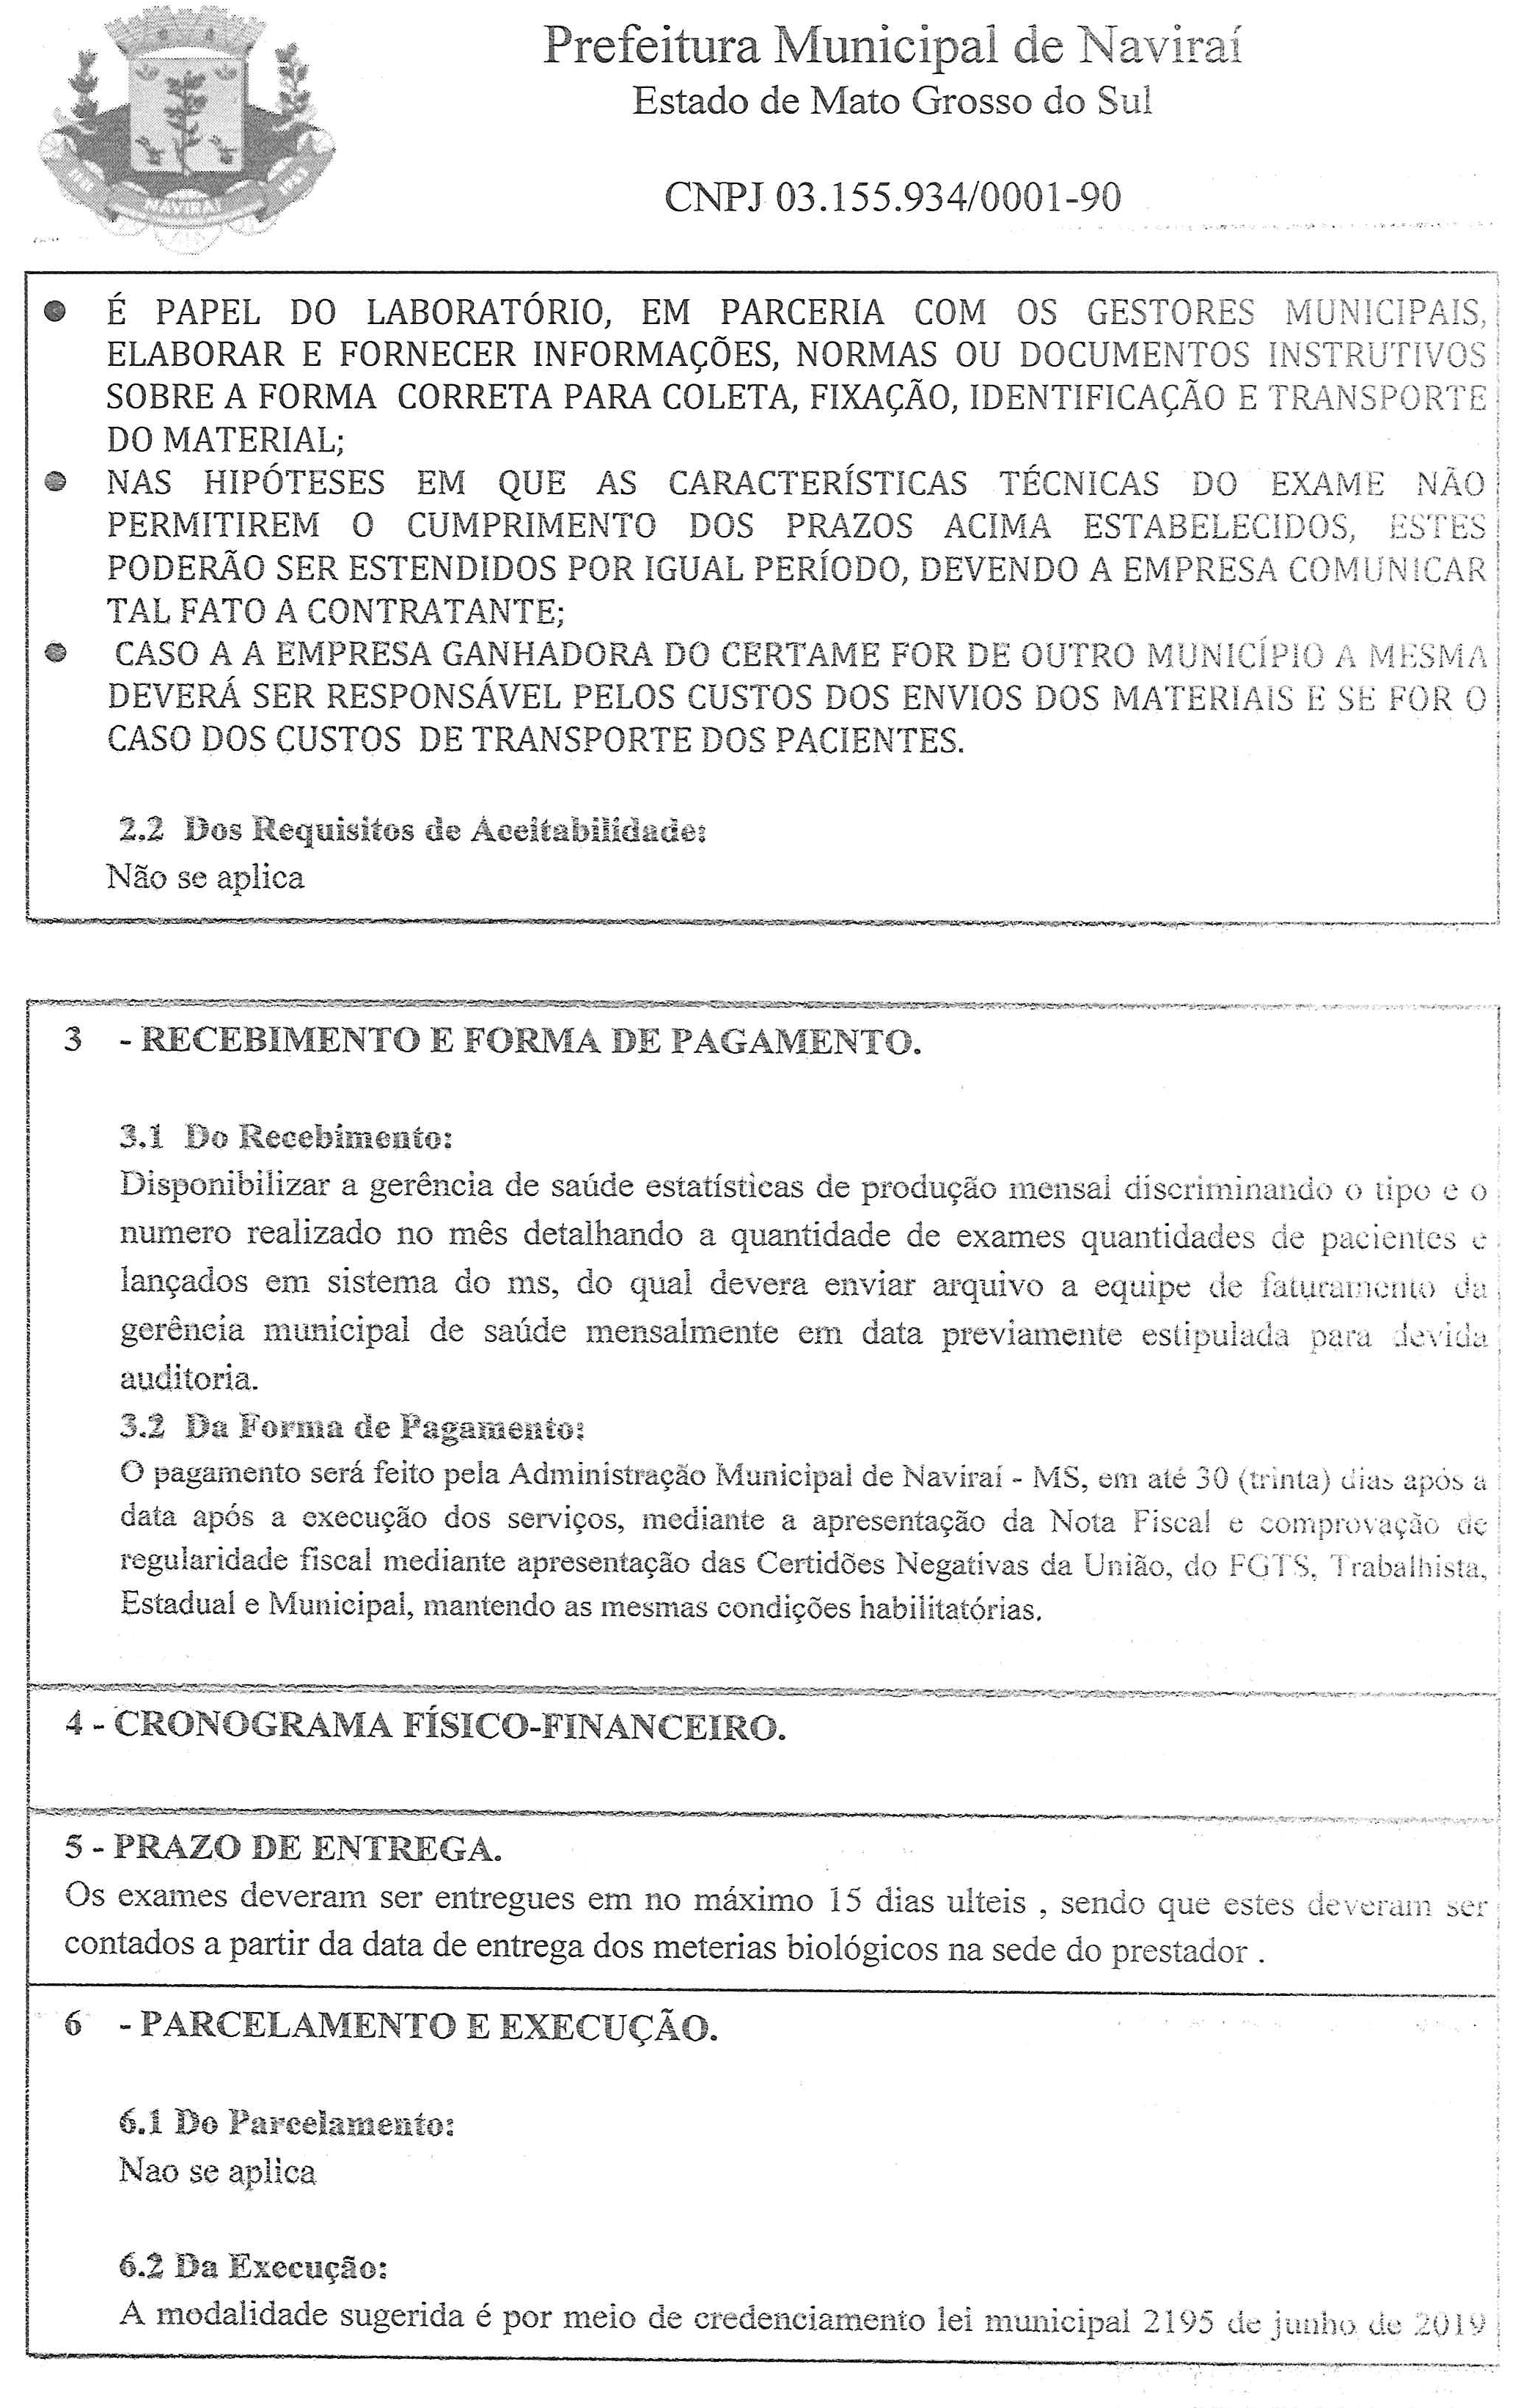 Prefeitura Municipal de Naviraí
Estado de Mato Grosso do Sul
CNPJ 03.155.934/0001-90
NAVIRAÍ
• É PAPEL DO LABORATÓRIO, EM PARCERIA COM OS GESTORES MUNICIPAIS,
ELABORAR E FORNECER INFORMAÇÕES, NORMAS OU DOCUMENTOS INSTRUTIVOS
SOBRE A FORMA CORRETA PARA COLETA, FIXAÇÃO, IDENTIFICAÇÃO E TRANSPORTE
DO MATERIAL;
• NAS HIPÓTESES EM QUE AS CARACTERÍSTICAS TÉCNICAS DO EXAME NÃO
PERMITIREM O CUMPRIMENTO DOS PRAZOS ACIMA ESTABELECIDOS, ESTES
PODERÃO SER ESTENDIDOS POR IGUAL PERÍODO, DEVENDO A EMPRESA COMUNICAR
TAL FATO A CONTRATANTE;
• CASO A A EMPRESA GANHADORA DO CERTAME FOR DE OUTRO MUNICÍPIO A MESMA
DEVERÁ SER RESPONSÁVEL PELOS CUSTOS DOS ENVIOS DOS MATERIAIS E SE FOR O
CASO DOS CUSTOS DE TRANSPORTE DOS PACIENTES.
2.2 Dos Requisitos de Aceitabilidade:
Não se aplica
3 - RECEBIMENTO E FORMA DE PAGAMENTO.
3.1 Do Recebimento:
Disponibilizar a gerência de saúde estatísticas de produção mensal discriminando o tipo e o
numero realizado no mês detalhando a quantidade de exames quantidades de pacientes e
lançados em sistema do ms, do qual devera enviar arquivo a equipe de faturamento da
gerência municipal de saúde mensalmente em data previamente estipulada para devida
auditoria.
3.2 Da Forma de Pagamento:
O pagamento será feito pela Administração Municipal de Naviraí - MS, em até 30 (trinta) dias após a
data após a execução dos serviços, mediante a apresentação da Nota Fiscal e comprovação de
regularidade fiscal mediante apresentação das Certidões Negativas da União, do FGTS, Trabalhista,
Estadual e Municipal, mantendo as mesmas condições habilitatórias.
4 - CRONOGRAMA FÍSICO-FINANCEIRO.
5 - PRAZO DE ENTREGA.
Os exames deveram ser entregues em no máximo 15 dias ulteis , sendo que estes deveram ser
contados a partir da data de entrega dos meterias biológicos na sede do prestador .
6 - PARCELAMENTO E EXECUÇÃO.
6.1 Do Parcelamento:
Nao se aplica
6.2 Da Execução:
A modalidade sugerida é por meio de credenciamento lei municipal 2195 de junho de 2019